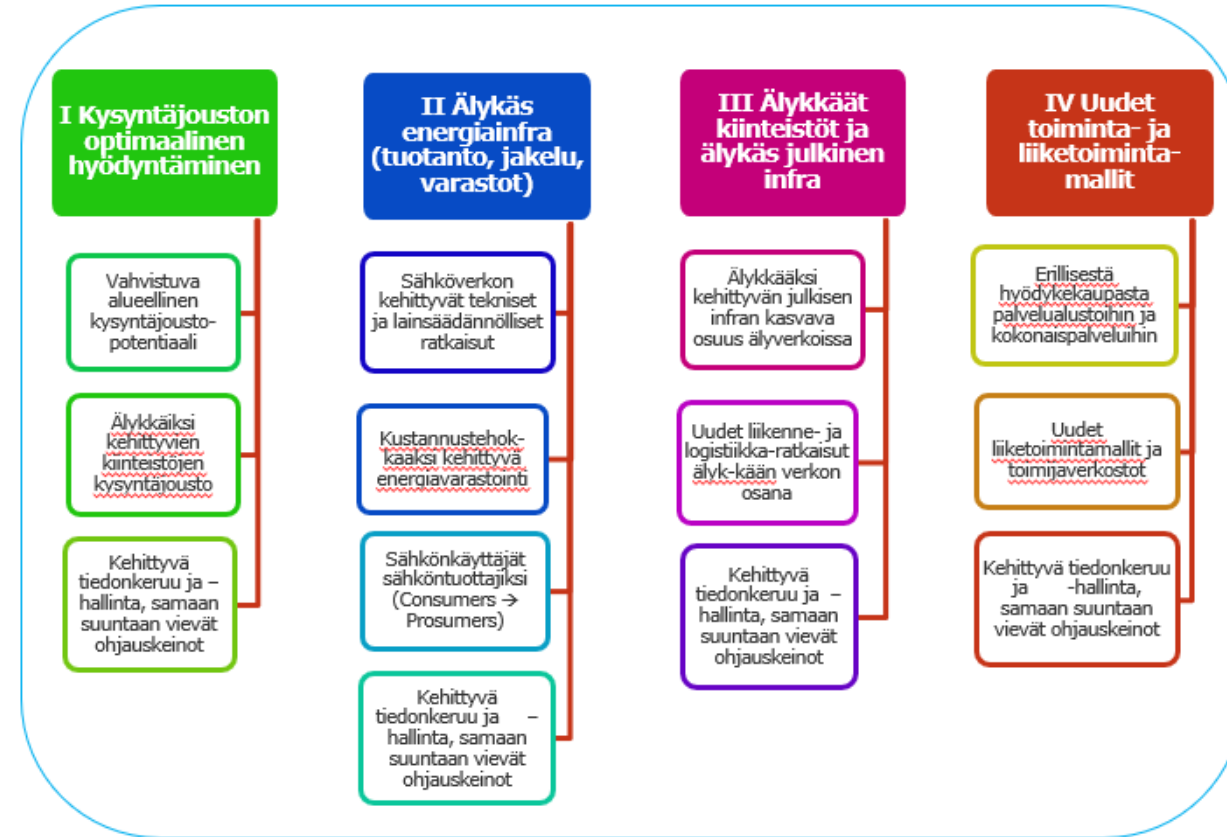 I Kysyntäjouston
optimaalinen
hyödyntäminen
Vahvistuva
alueellinen
kysyntäjousto-
potentiaali
Älykkäiksi
kehittyvien
kiinteistöjen
kysyntäjousto
Kehittyvä
tiedonkeruu ja –
hallinta, samaan
suuntaan vievät
ohjauskeinot
II Älykäs
energiainfra
(tuotanto, jakelu,
varastot)
Sähköverkon
kehittyvät tekniset
ja lainsäädännölliset
ratkaisut
Kustannustehok-
kaaksi kehittyvä
energiavarastointi
Sähkönkäyttäjät
sähköntuottajiksi
(Consumers →
Prosumers)
Kehittyvä
tiedonkeruu ja –
hallinta, samaan
suuntaan vievät
ohjauskeinot
III Älykkäät
kiinteistöt ja
älykäs julkinen
infra
Älykkääksi
kehittyvän julkisen
infran kasvava
osuus älyverkoissa
Uudet liikenne- ja
logistiikka-ratkaisut
älyk-kään verkon
osana
Kehittyvä
tiedonkeruu ja –
hallinta, samaan
suuntaan vievät
ohjauskeinot
IV Uudet
toiminta- ja
liiketoiminta-
mallit
Erillisestä
hyödykekaupasta
palvelualustoihin ja
kokonaispalveluihin
Uudet
liiketoimintamallit ja
toimijaverkostot
Kehittyvä tiedonkeruu
ja -hallinta,
samaan suuntaan
vievät ohjauskeinot